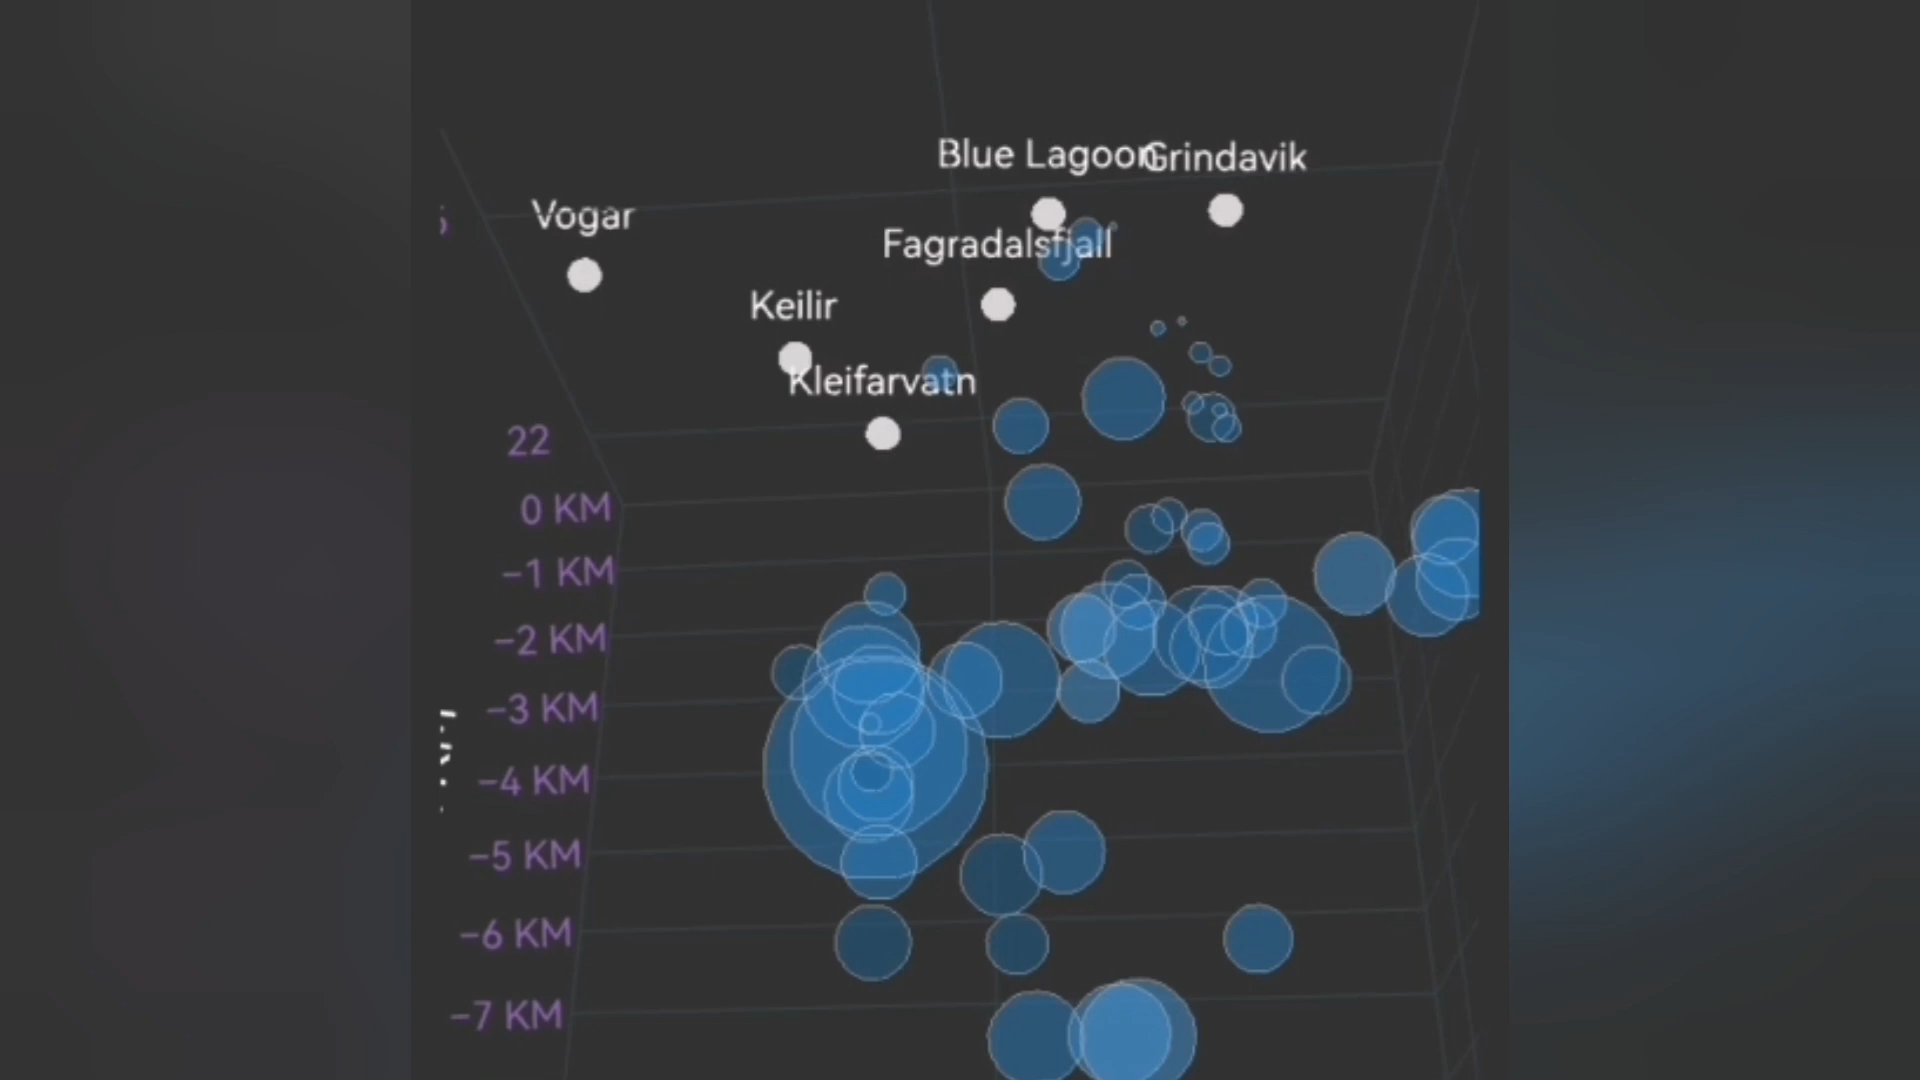 Blue Lagoon
Grindavik
Vogar
Fagradalsfjall
Keilir
Kleifarvatn
22
0 KM
−1 KM
−2 KM
−3 KM
−4 KM
−5 KM
−6 KM
−7 KM